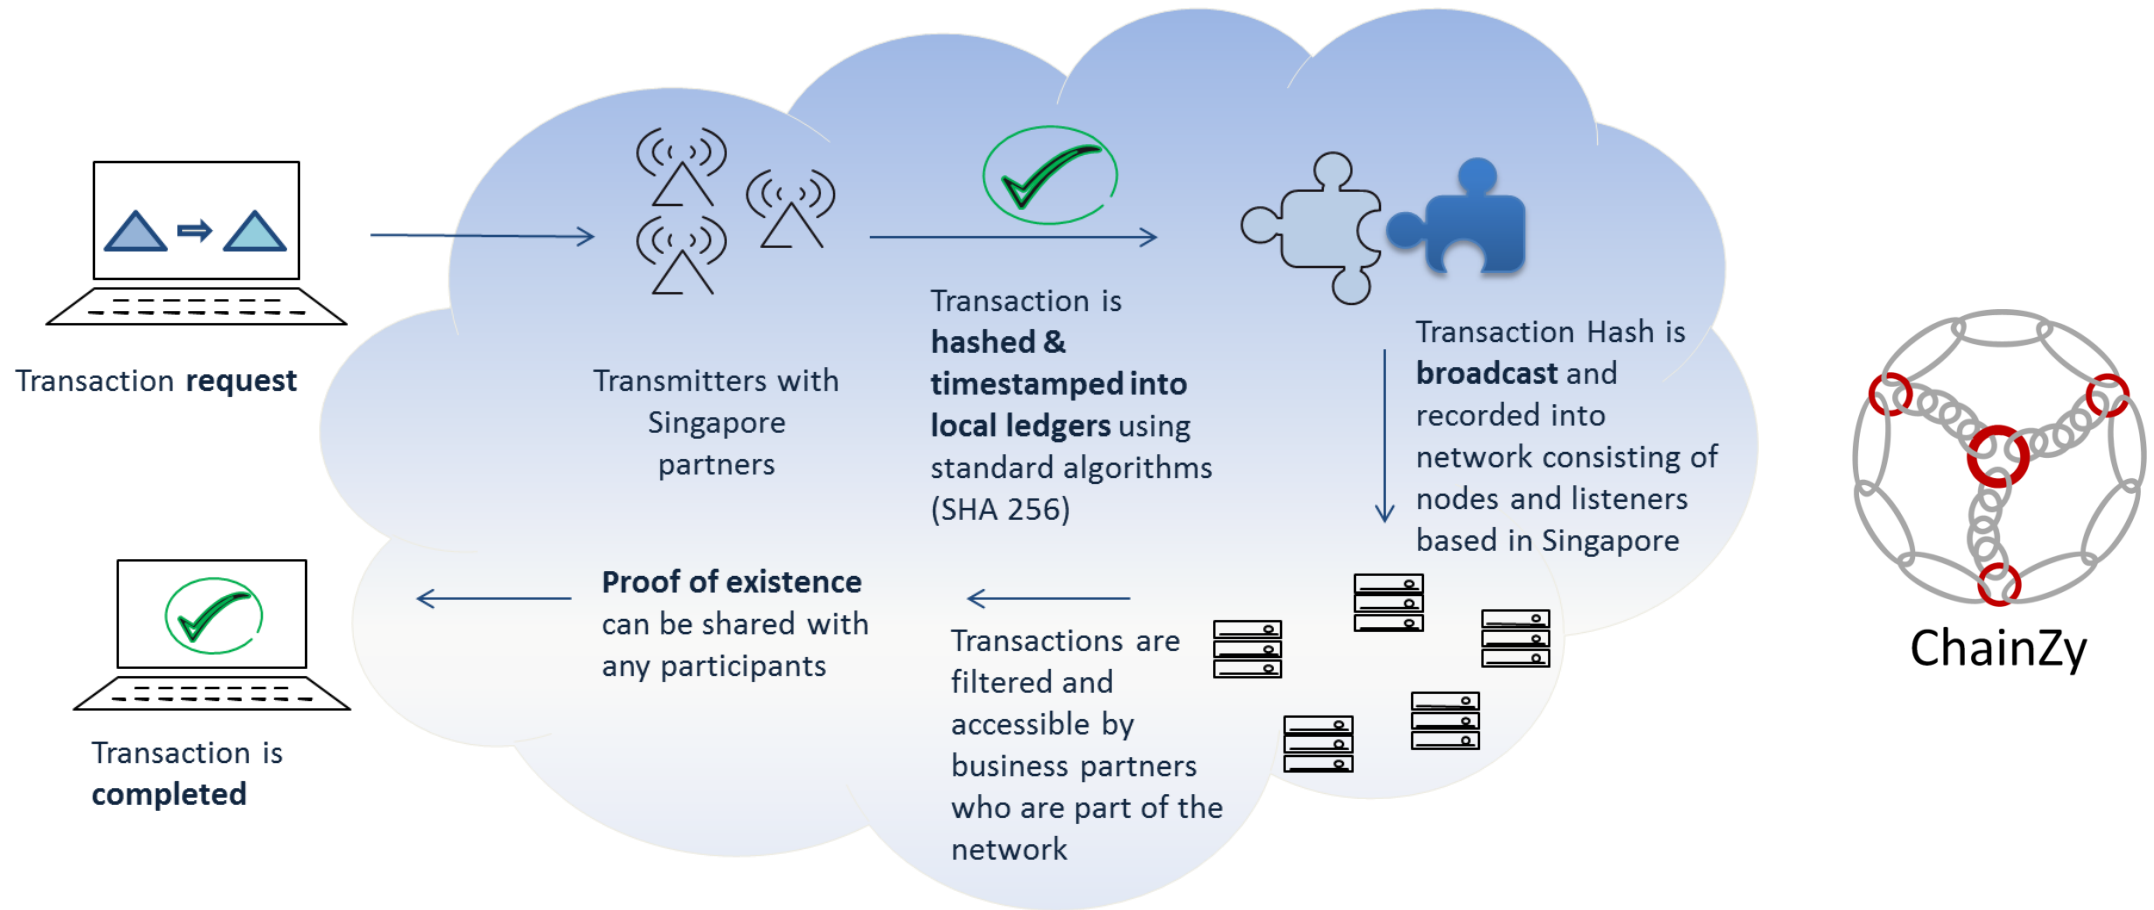 Transaction request
Transmitters with
Singapore
partners
Transaction is
hashed &
timestamped into
local ledgers using
standard algorithms
(SHA 256)
Transaction Hash is
broadcast and
recorded into
network consisting of
nodes and listeners
based in Singapore
Transactions are
filtered and
accessible by
business partners
who are part of the
network
Proof of existence
can be shared with
any participants
Transaction is
completed
ChainZy